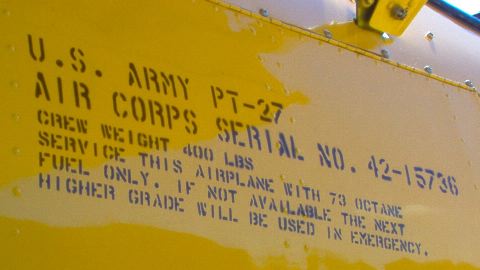 U.S. ARMY PT-27
AIR CORPS SERIAL NO. 42-15736
CREW WEIGHT 400 LBS
SERVICE THIS AIRPLANE WITH 73 OCTANE
FUEL ONLY. IF NOT AVAILABLE THE NEXT
HIGHER GRADE WILL BE USED IN EMERGENCY.